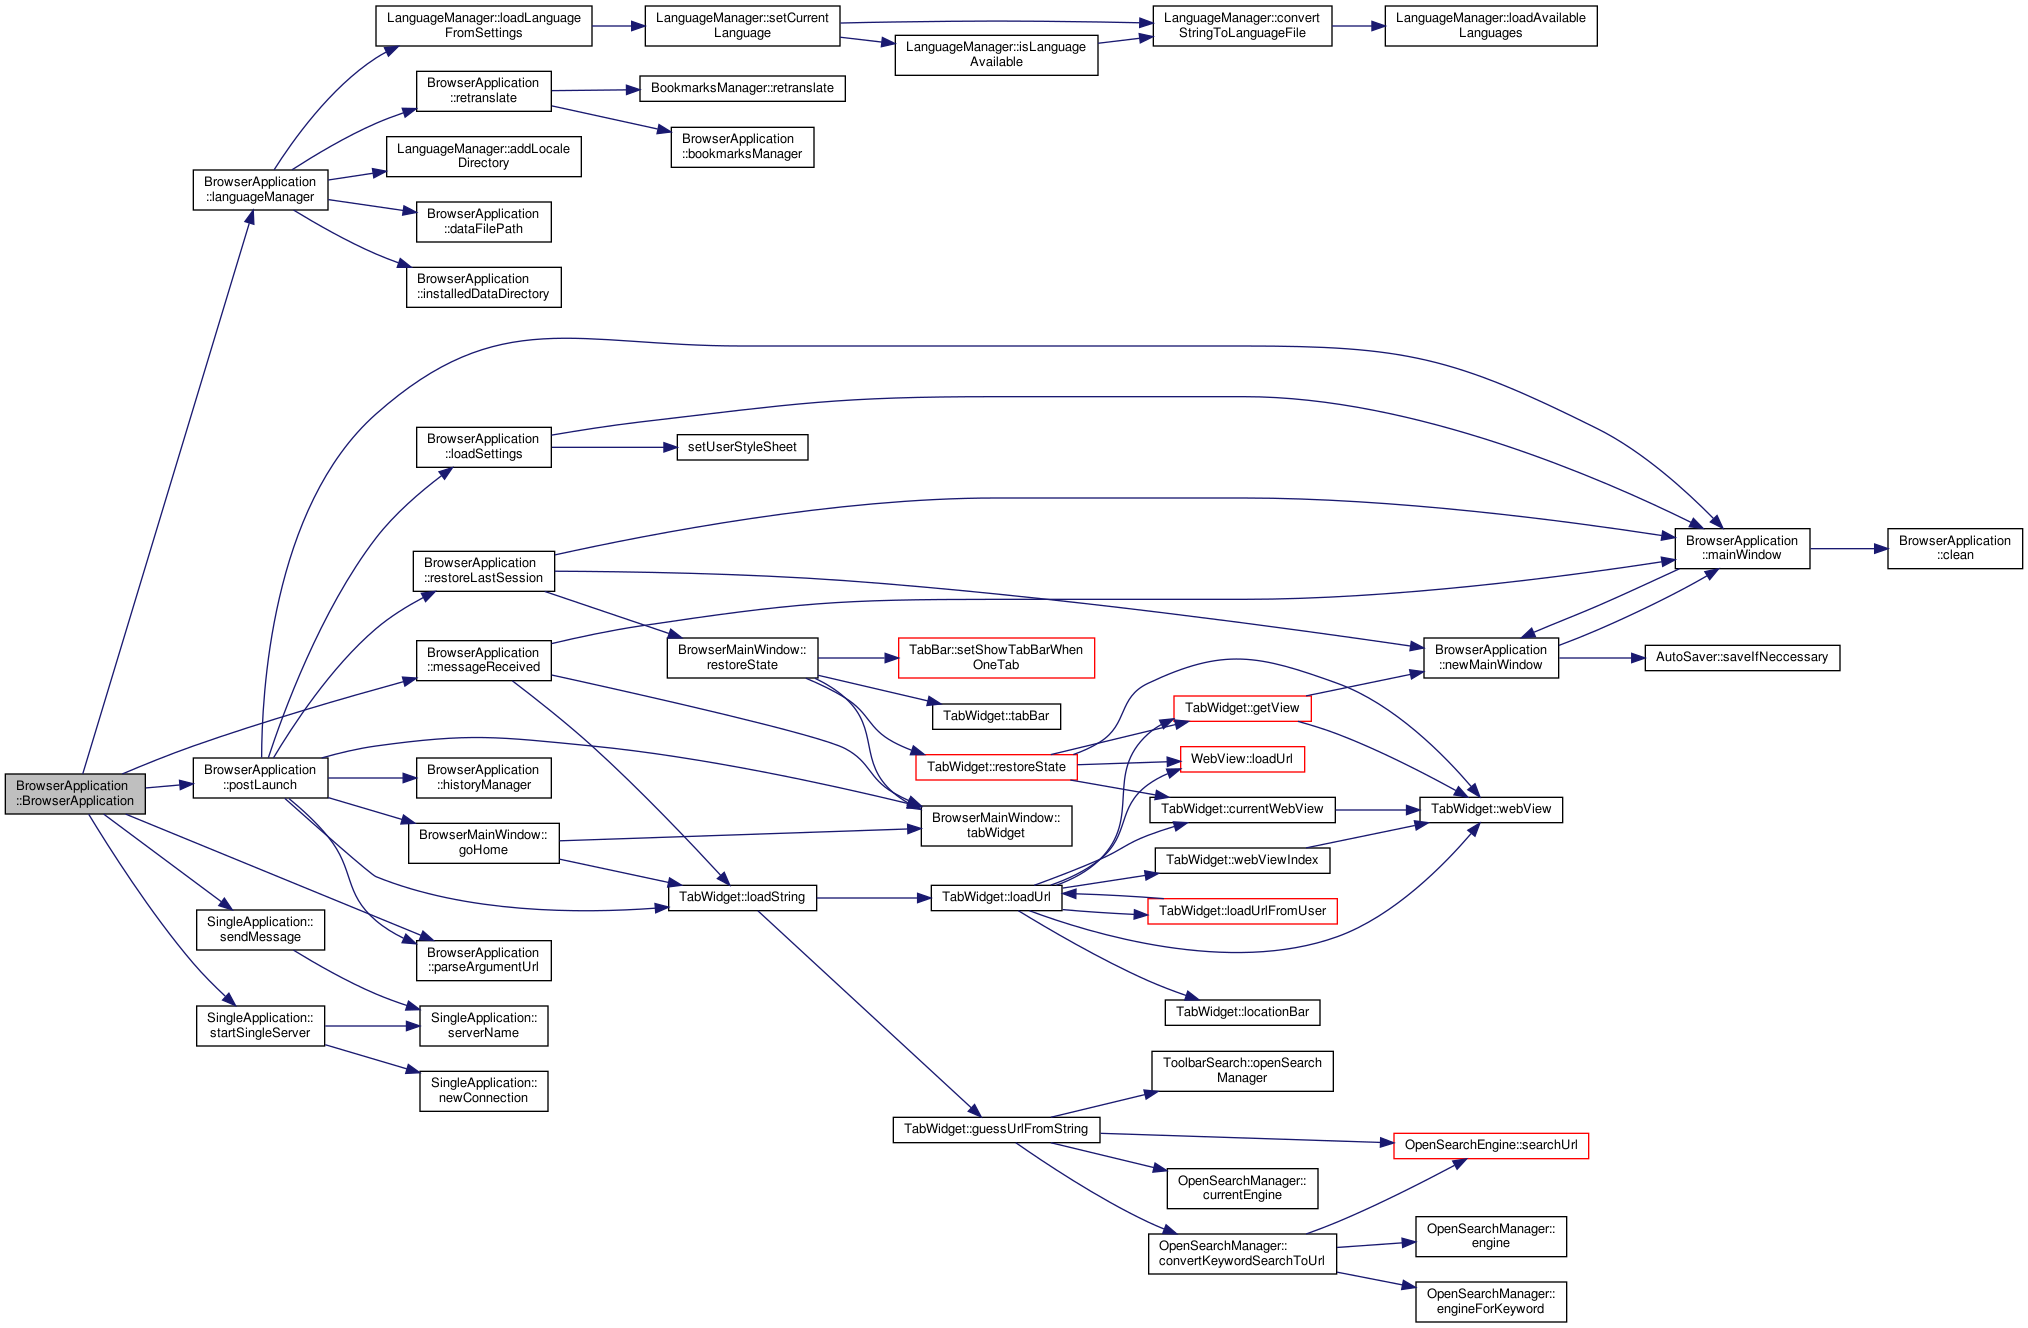 LanguageManager::loadLanguage
FromSettings
LanguageManager::setCurrent
Language
LanguageManager::convert
StringToLanguageFile
LanguageManager::loadAvailable
Languages
LanguageManager::isLanguage
Available
BrowserApplication
::retranslate
BookmarksManager::retranslate
BrowserApplication
::bookmarksManager
LanguageManager::addLocale
Directory
BrowserApplication
::languageManager
BrowserApplication
::dataFilePath
BrowserApplication
::installedDataDirectory
BrowserApplication
::loadSettings
setUserStyleSheet
BrowserApplication
::mainWindow
BrowserApplication
::clean
BrowserApplication
::restoreLastSession
BrowserApplication
::messageReceived
BrowserMainWindow::
restoreState
TabBar::setShowTabBarWhen
OneTab
BrowserApplication
::newMainWindow
AutoSaver::saveIfNeccessary
TabWidget::tabBar
TabWidget::getView
TabWidget::restoreState
WebView::loadUrl
BrowserApplication
::BrowserApplication
BrowserApplication
::postLaunch
BrowserApplication
::historyManager
TabWidget::currentWebView
TabWidget::webView
BrowserMainWindow::
goHome
BrowserMainWindow::
tabWidget
TabWidget::webViewIndex
TabWidget::loadString
TabWidget::loadUrl
TabWidget::loadUrlFromUser
SingleApplication::
sendMessage
BrowserApplication
::parseArgumentUrl
TabWidget::locationBar
SingleApplication::
startSingleServer
SingleApplication::
serverName
SingleApplication::
newConnection
ToolbarSearch::openSearch
Manager
TabWidget::guessUrlFromString
OpenSearchEngine::searchUrl
OpenSearchManager::
currentEngine
OpenSearchManager::
convertKeywordSearchToUrl
OpenSearchManager::
engine
OpenSearchManager::
engineForKeyword